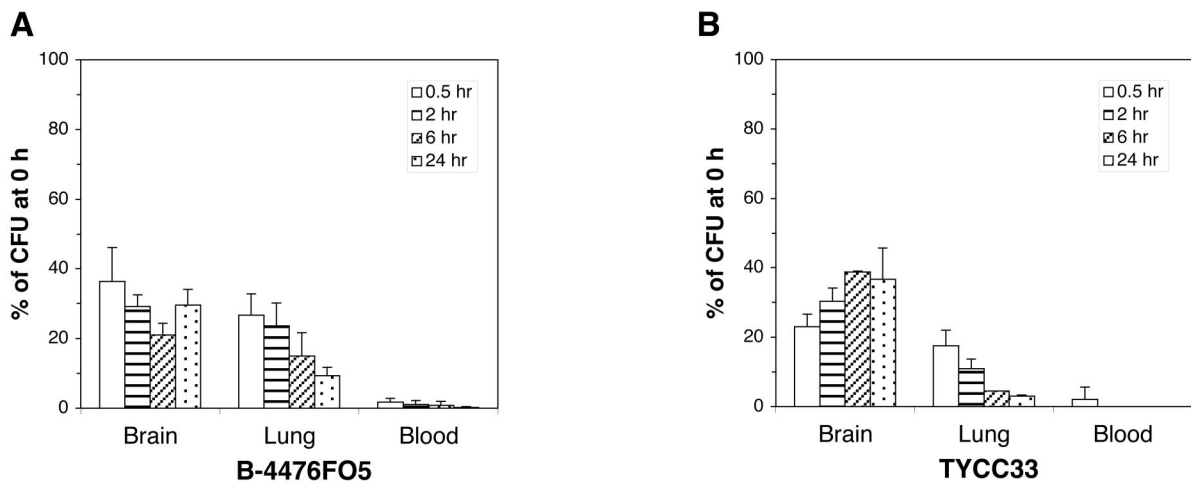 A
% of CFU at 0 h
100
80
60
40
20
0
0.5 hr
2 hr
6 hr
24 hr
Brain Lung Blood
B-4476FO5
B
% of CFU at 0 h
100
80
60
40
20
0
0.5 hr
2 hr
6 hr
24 hr
Brain Lung Blood
TYCC33